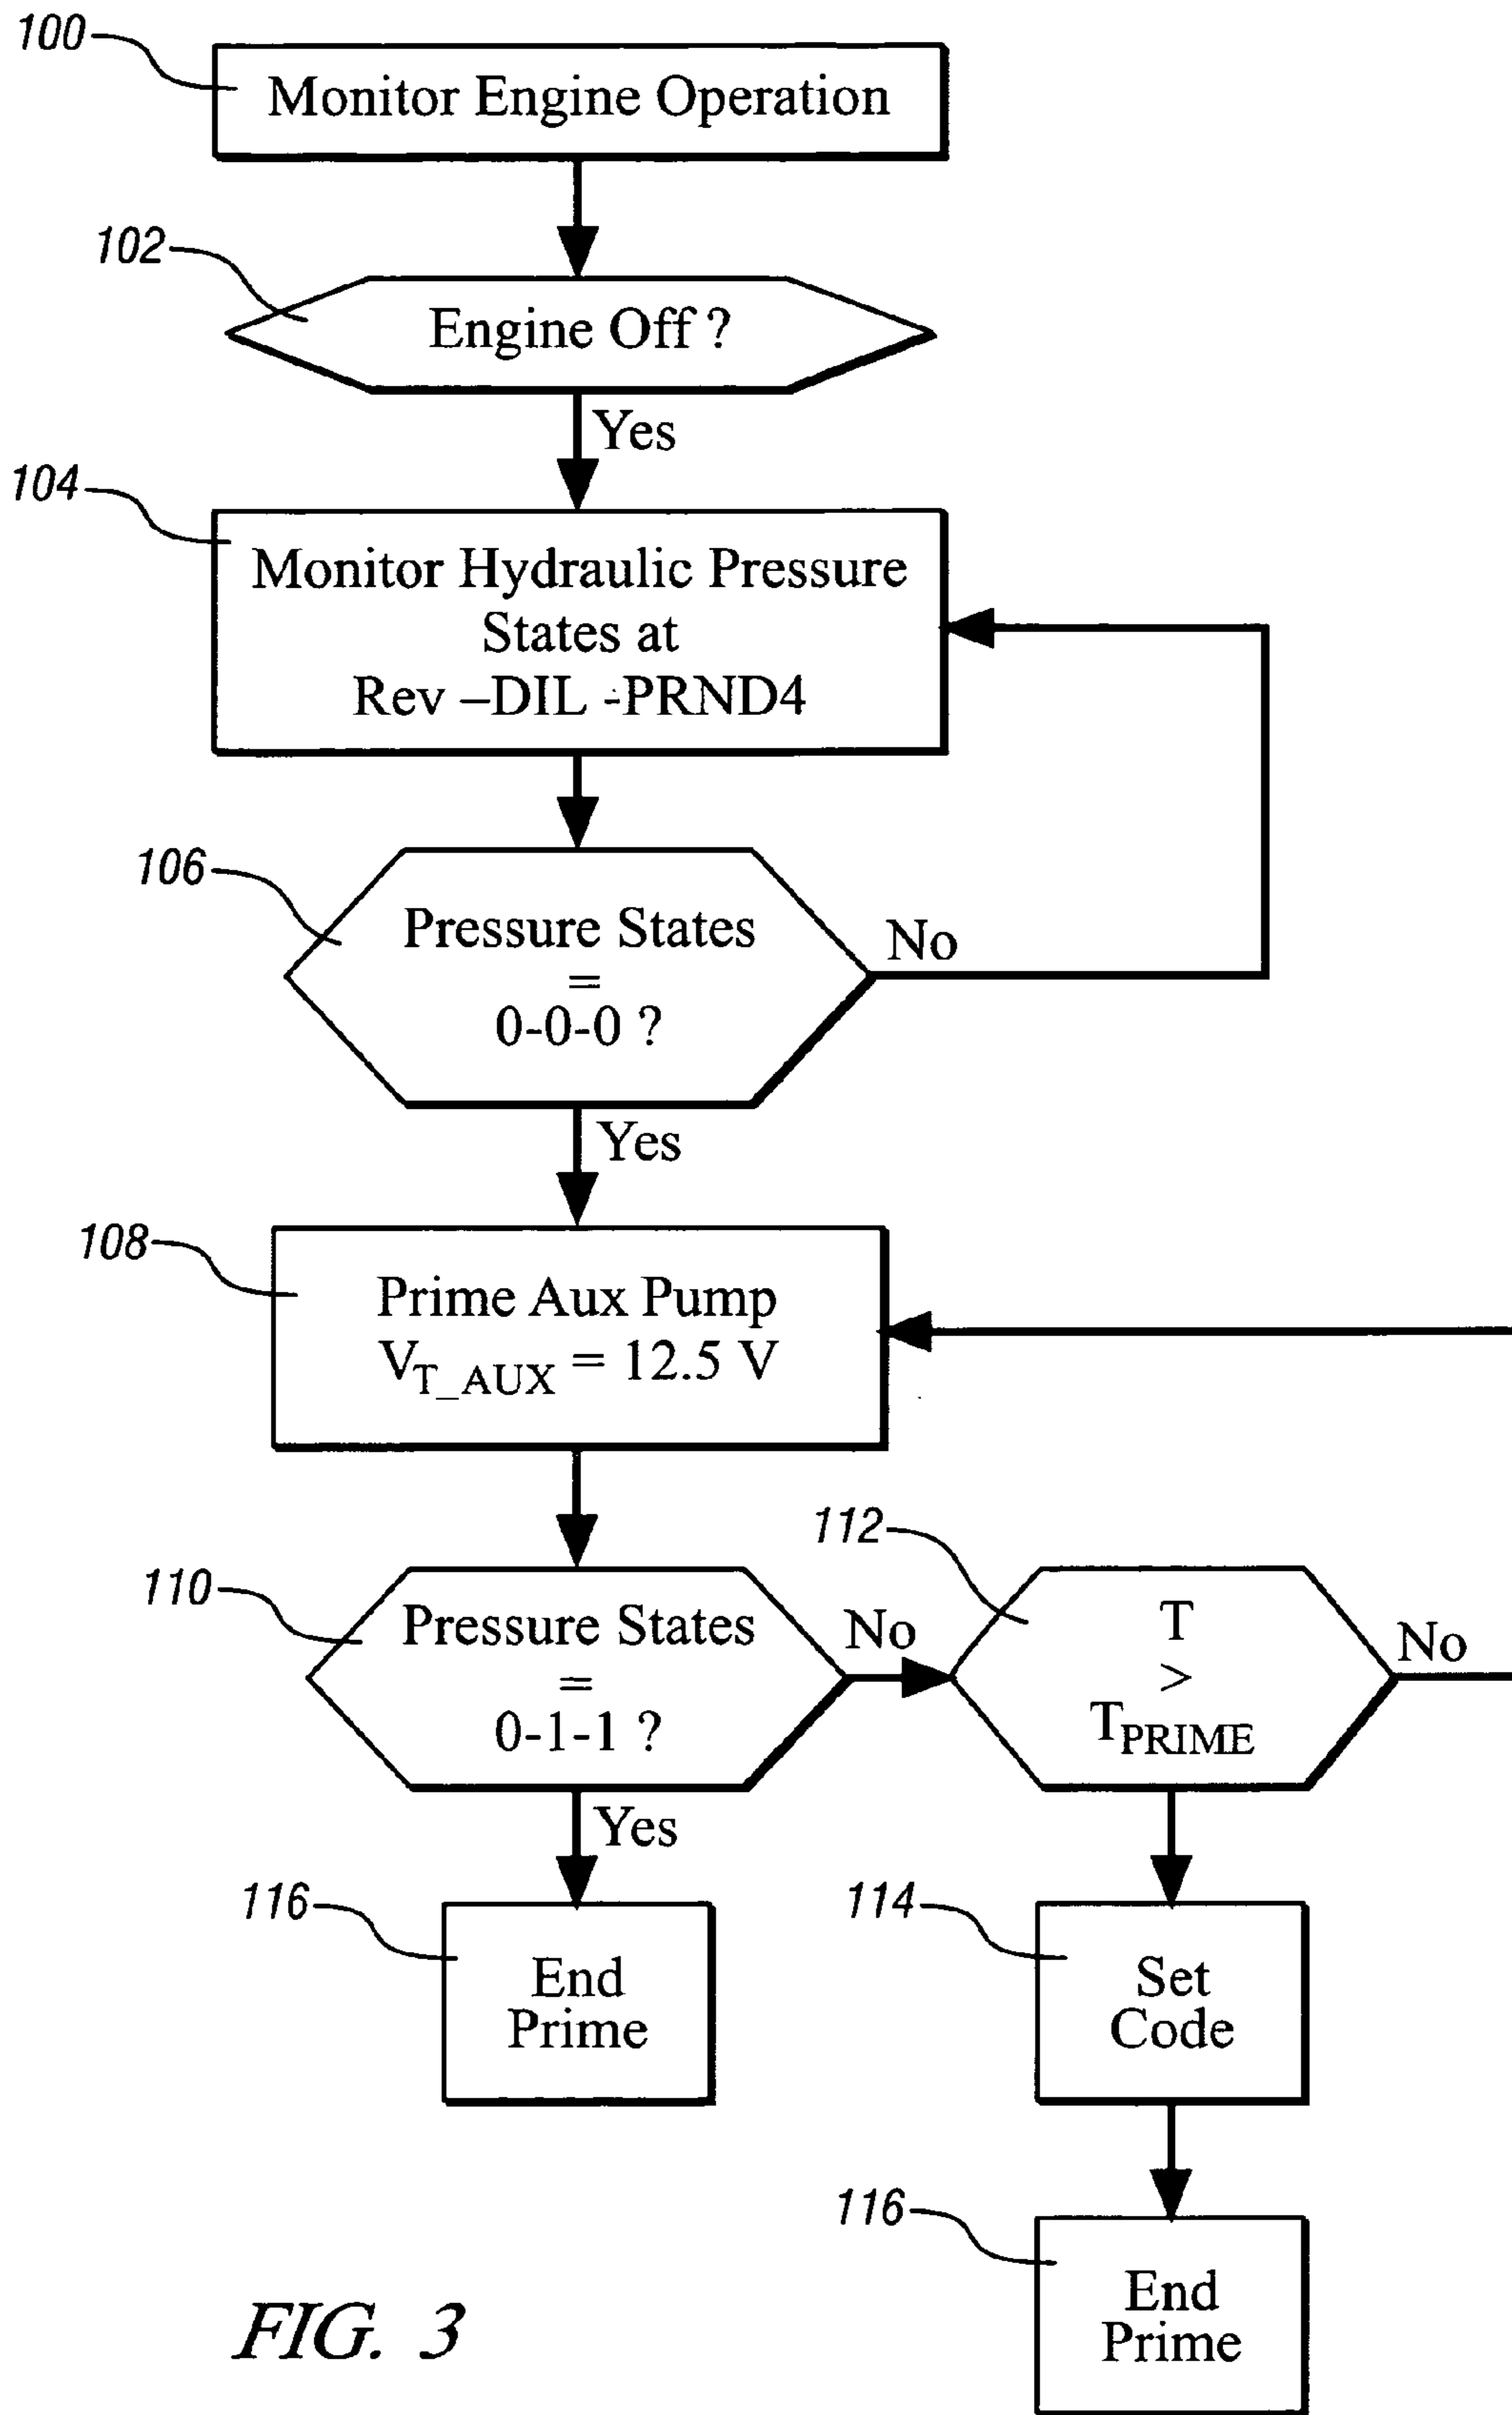 100
Monitor Engine Operation
102
Engine Off ?
Yes
104
Monitor Hydraulic Pressure
States at
Rev –DIL -PRND4
106
Pressure States
=
0-0-0 ?
No
Yes
108
Prime Aux Pump
V_T_AUX = 12.5 V
110
Pressure States
=
0-1-1 ?
No
112
T
>
T_PRIME
No
Yes
116
End
Prime
114
Set
Code
116
End
Prime
FIG. 3